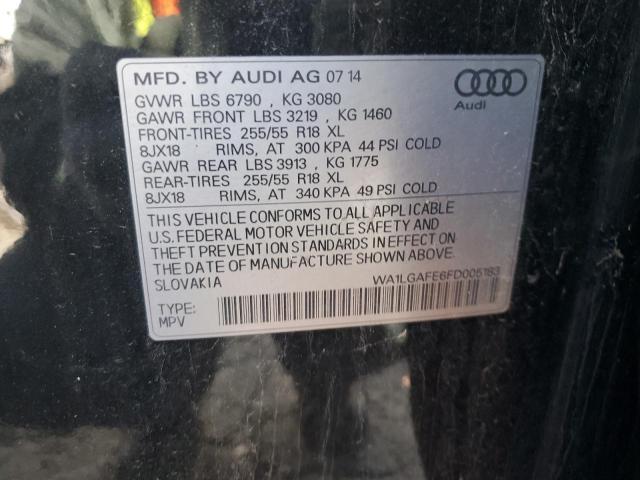 MFD. BY AUDI AG 07 14
GVWR LBS 6790 , KG 3080
GAWR FRONT LBS 3219 , KG 1460
FRONT-TIRES 255/55 R18 XL
8JX18 RIMS, AT 300 KPA 44 PSI COLD
GAWR REAR LBS 3913 , KG 1775
REAR-TIRES 255/55 R18 XL
8JX18 RIMS, AT 340 KPA 49 PSI COLD
Audi
THIS VEHICLE CONFORMS TO ALL APPLICABLE
U.S. FEDERAL MOTOR VEHICLE SAFETY AND
THEFT PREVENTION STANDARDS IN EFFECT ON
THE DATE OF MANUFACTURE SHOWN ABOVE.
SLOVAKIA
WA1LGAFE6FD005183
TYPE:
MPV